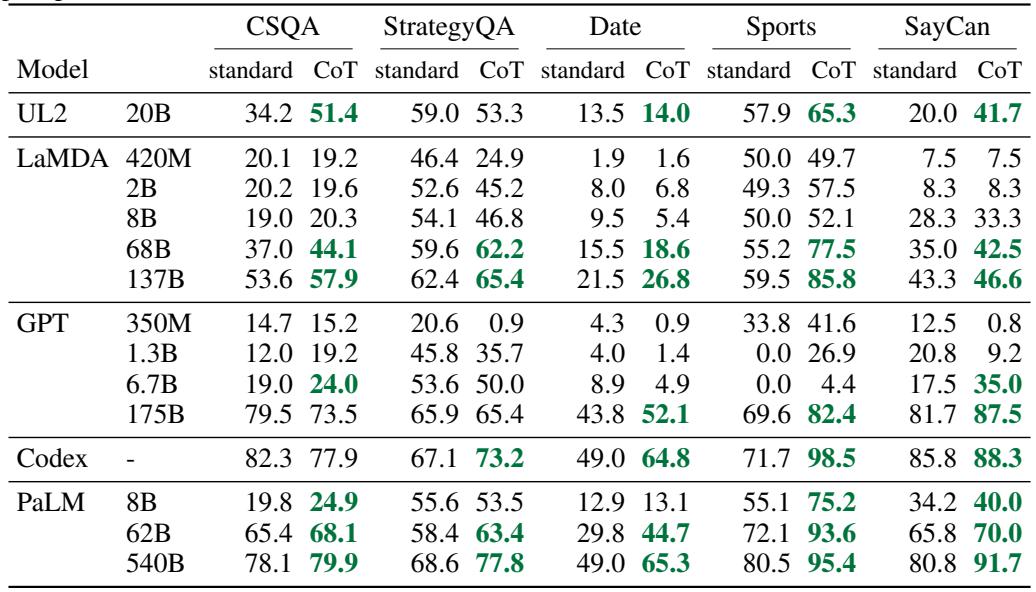 CSQA StrategyQA Date Sports SayCan
Model standard CoT standard CoT standard CoT standard CoT standard CoT
UL2 20B 34.2 51.4 59.0 53.3 13.5 14.0 57.9 65.3 20.0 41.7
LaMDA 420M 20.1 19.2 46.4 24.9 1.9 1.6 50.0 49.7 7.5 7.5
2B 20.2 19.6 52.6 45.2 8.0 6.8 49.3 57.5 8.3 8.3
8B 19.0 20.3 54.1 46.8 9.5 5.4 50.0 52.1 28.3 33.3
68B 37.0 44.1 59.6 62.2 15.5 18.6 55.2 77.5 35.0 42.5
137B 53.6 57.9 62.4 65.4 21.5 26.8 59.5 85.8 43.3 46.6
GPT 350M 14.7 15.2 20.6 0.9 4.3 0.9 33.8 41.6 12.5 0.8
1.3B 12.0 19.2 45.8 35.7 4.0 1.4 0.0 26.9 20.8 9.2
6.7B 19.0 24.0 53.6 50.0 8.9 4.9 0.0 4.4 17.5 35.0
175B 79.5 73.5 65.9 65.4 43.8 52.1 69.6 82.4 81.7 87.5
Codex - 82.3 77.9 67.1 73.2 49.0 64.8 71.7 98.5 85.8 88.3
PaLM 8B 19.8 24.9 55.6 53.5 12.9 13.1 55.1 75.2 34.2 40.0
62B 65.4 68.1 58.4 63.4 29.8 44.7 72.1 93.6 65.8 70.0
540B 78.1 79.9 68.6 77.8 49.0 65.3 80.5 95.4 80.8 91.7